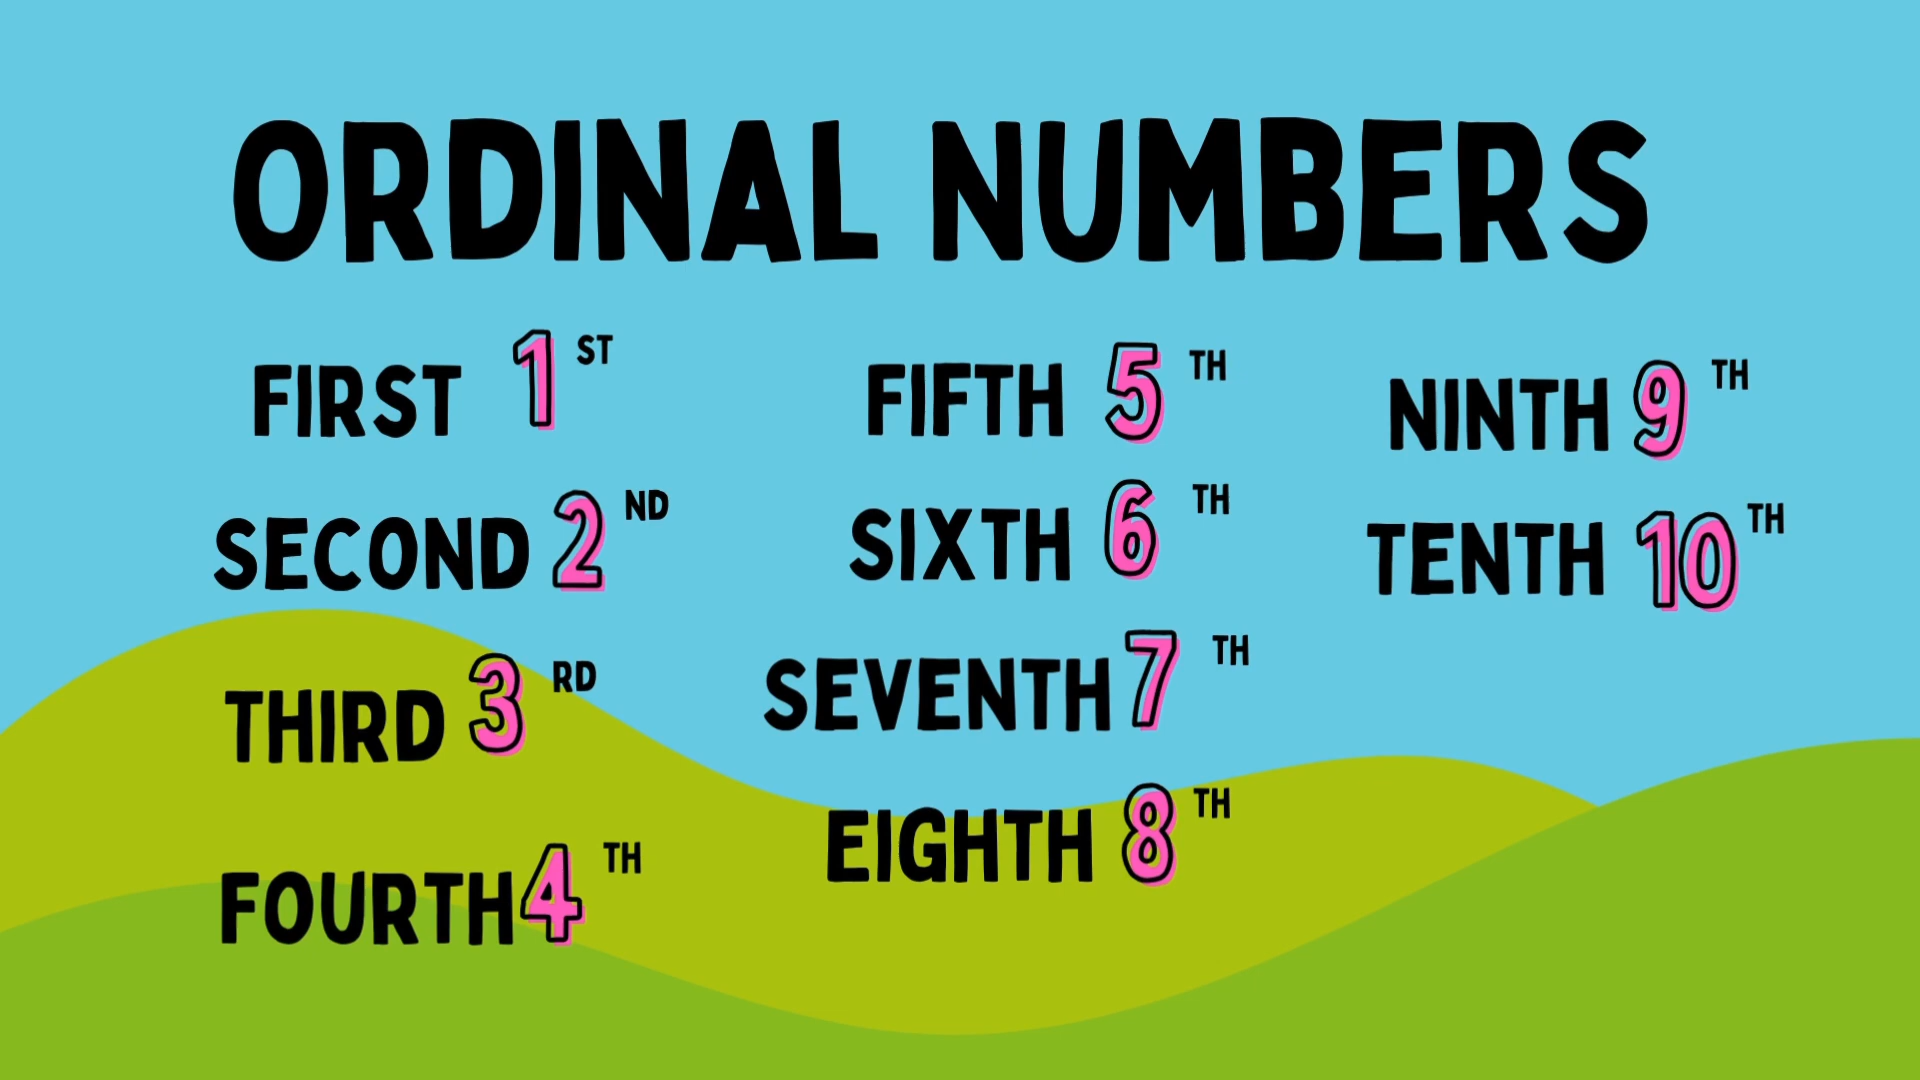 ORDINAL NUMBERS
FIRST 1ST
SECOND 2ND
THIRD 3RD
FOURTH 4TH
FIFTH 5TH
SIXTH 6TH
SEVENTH 7TH
EIGHTH 8TH
NINTH 9TH
TENTH 10TH